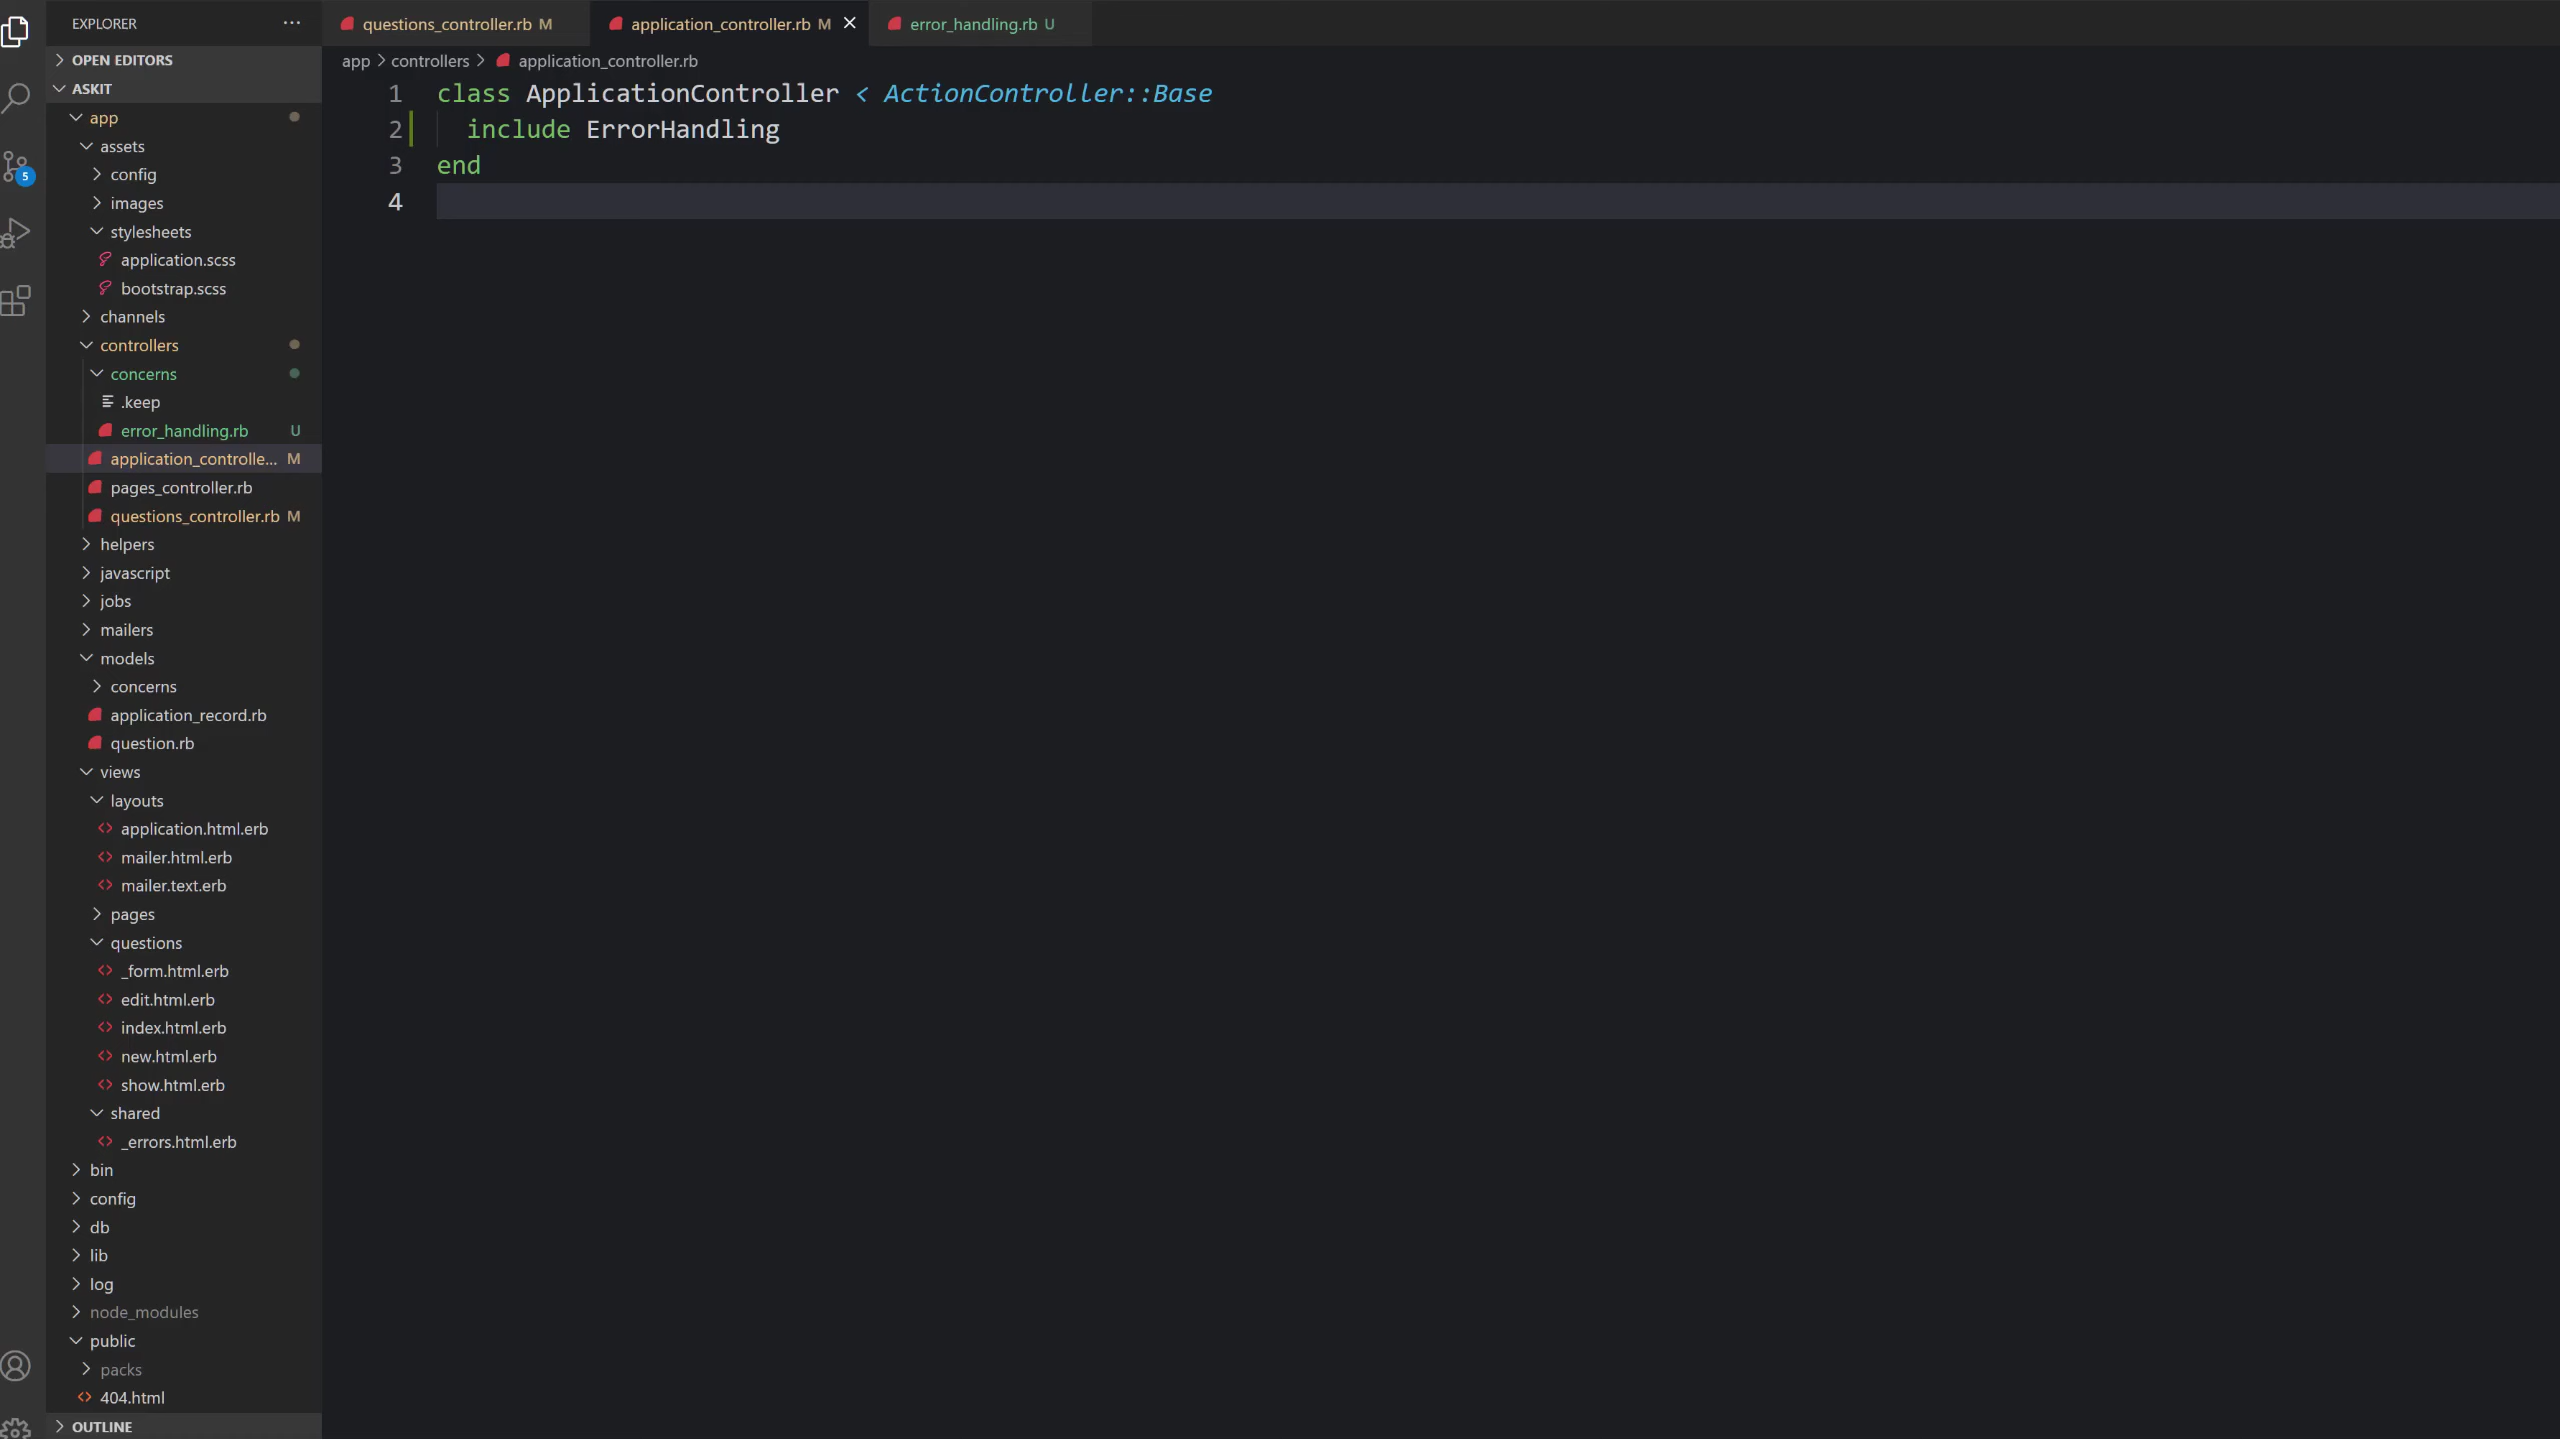 EXPLORER
···
OPEN EDITORS
ASKIT
app
assets
config
images
stylesheets
application.scss
bootstrap.scss
channels
controllers
concerns
.keep
error_handling.rb U
application_controlle... M
pages_controller.rb
questions_controller.rb M
helpers
javascript
jobs
mailers
models
concerns
application_record.rb
question.rb
views
layouts
application.html.erb
mailer.html.erb
mailer.text.erb
pages
questions
_form.html.erb
edit.html.erb
index.html.erb
new.html.erb
show.html.erb
shared
_errors.html.erb
bin
config
db
lib
log
node_modules
public
packs
404.html
OUTLINE
5
questions_controller.rb M
application_controller.rb M
error_handling.rb U
app > controllers > application_controller.rb
1 class ApplicationController < ActionController::Base
2 include ErrorHandling
3 end
4